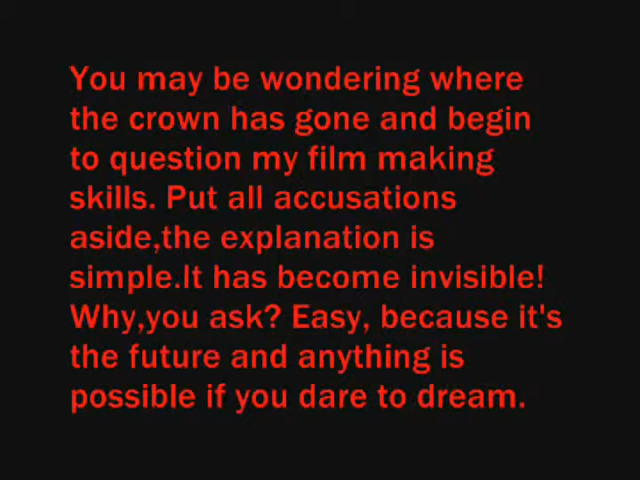 You may be wondering where
the crown has gone and begin
to question my film making
skills. Put all accusations
aside,the explanation is
simple.It has become invisible!
Why,you ask? Easy, because it's
the future and anything is
possible if you dare to dream.